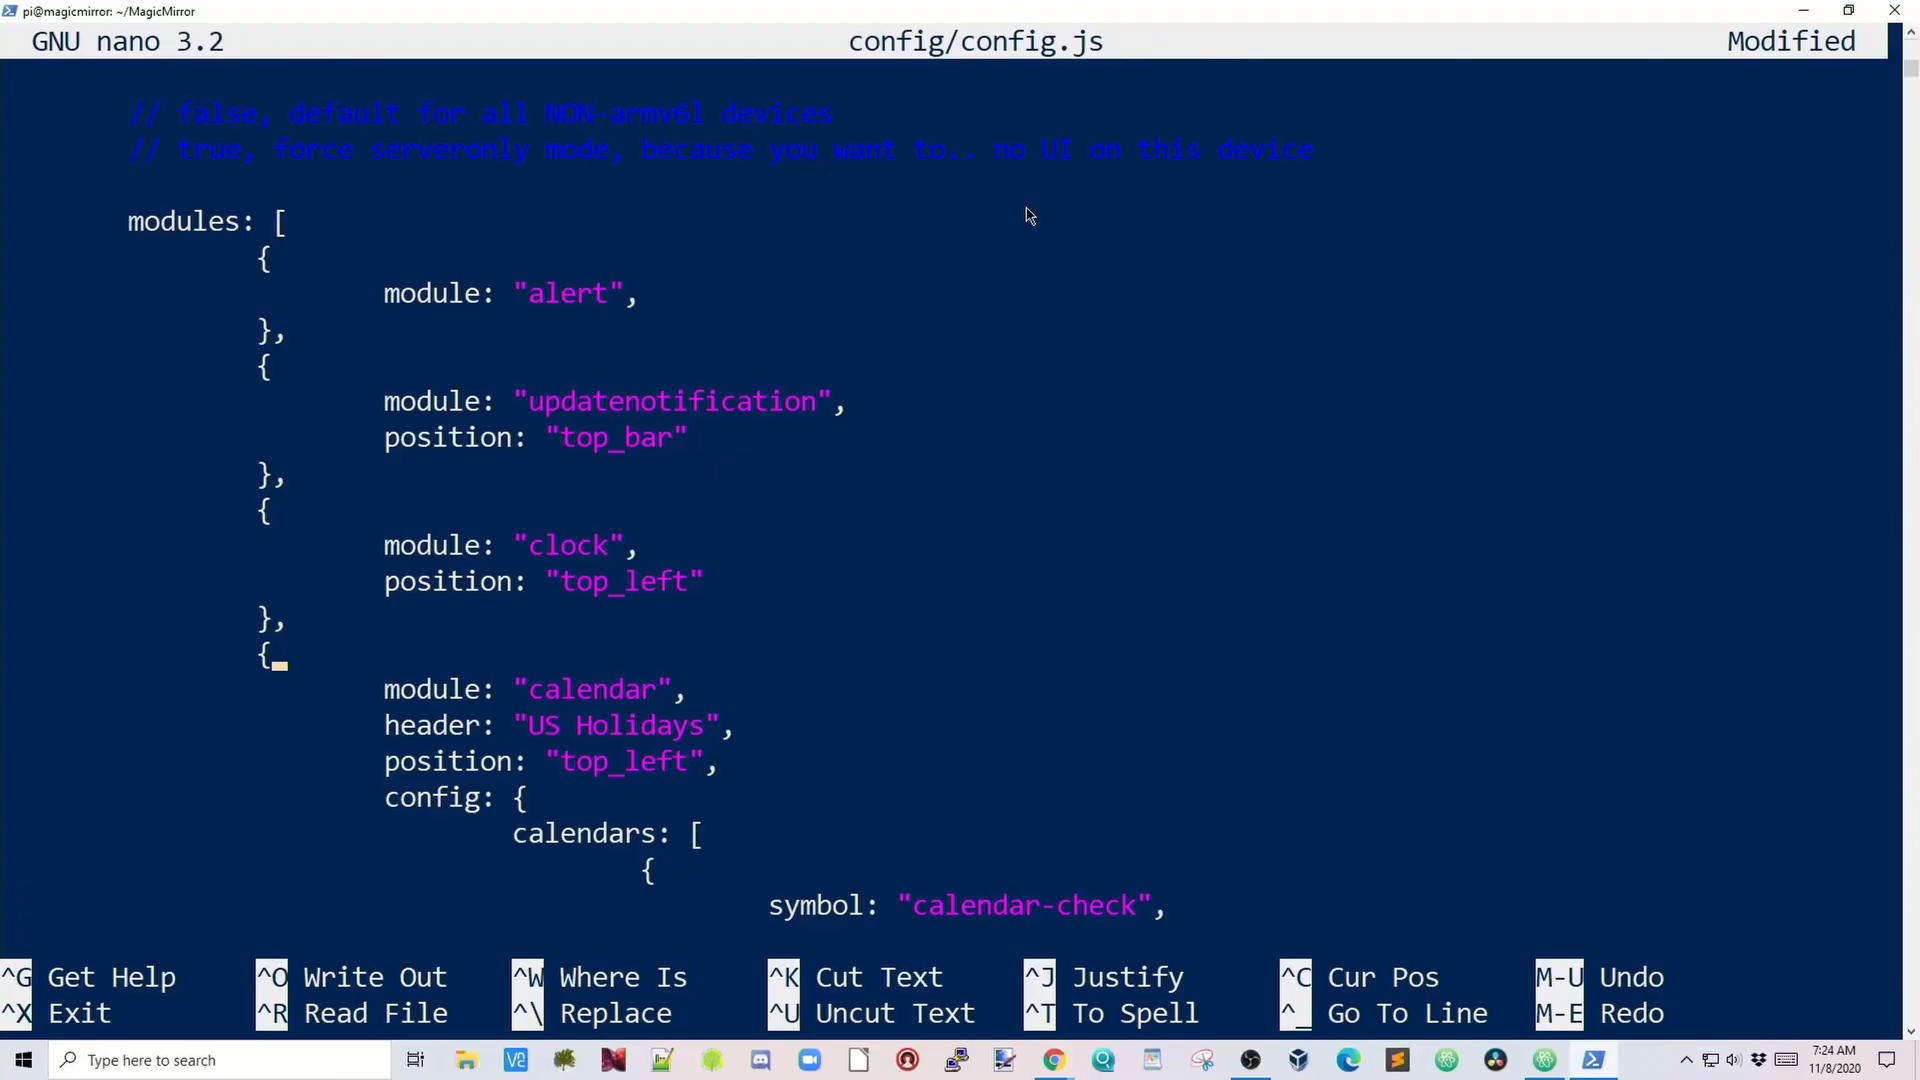 pi@magicmirror: ~/MagicMirror
GNU nano 3.2 config/config.js Modified
// false, default for all NON-armv6l devices
// true, force serveronly mode, because you want to.. no UI on this device
modules: [
{
module: "alert",
},
{
module: "updatenotification",
position: "top_bar"
},
{
module: "clock",
position: "top_left"
},
{
module: "calendar",
header: "US Holidays",
position: "top_left",
config: {
calendars: [
{
symbol: "calendar-check",
^G Get Help ^O Write Out ^W Where Is ^K Cut Text ^J Justify ^C Cur Pos M-U Undo
^X Exit ^R Read File ^\ Replace ^U Uncut Text ^T To Spell ^_ Go To Line M-E Redo
Type here to search
7:24 AM
11/8/2020